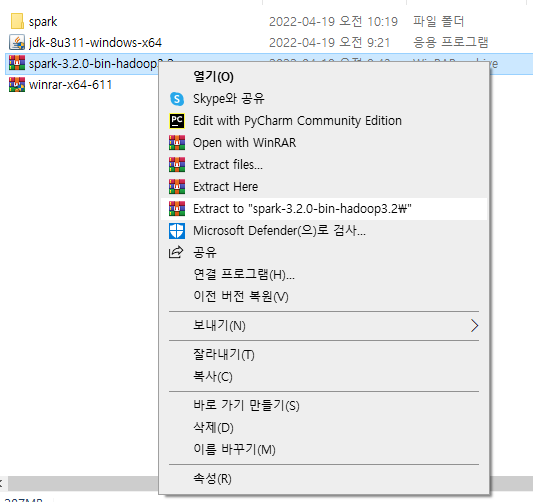 spark 2022-04-19 오전 10:19 파일 폴더
jdk-8u311-windows-x64 2022-04-19 오전 9:21 응용 프로그램
spark-3.2.0-bin-hadoop3.2
winrar-x64-611
열기(O)
Skype와 공유
Edit with PyCharm Community Edition
Open with WinRAR
Extract files...
Extract Here
Extract to "spark-3.2.0-bin-hadoop3.2₩"
Microsoft Defender(으)로 검사...
공유
연결 프로그램(H)...
이전 버전 복원(V)
보내기(N)
잘라내기(T)
복사(C)
바로 가기 만들기(S)
삭제(D)
이름 바꾸기(M)
속성(R)